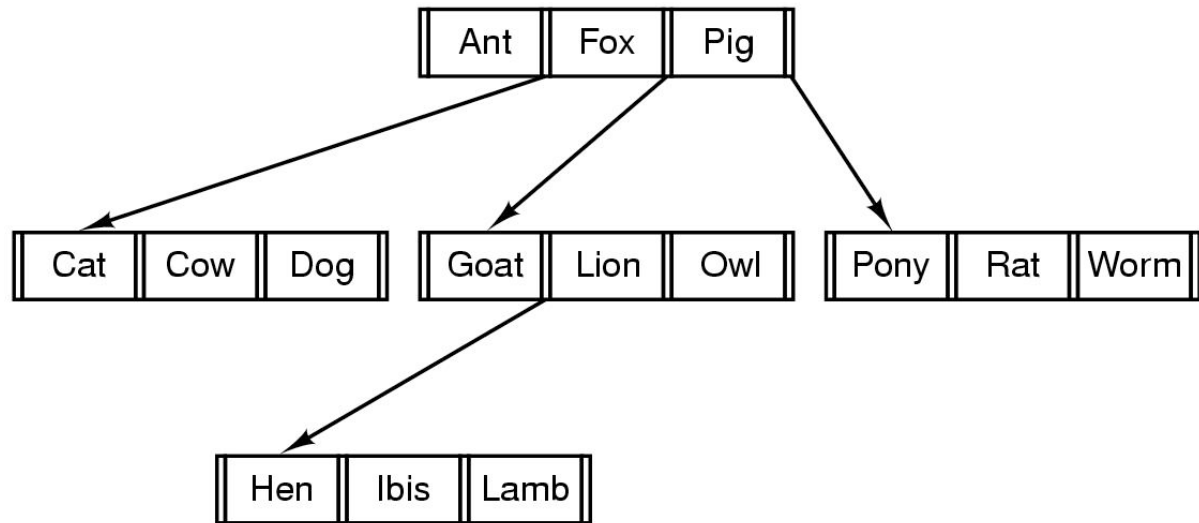 Ant Fox Pig
Cat Cow Dog Goat Lion Owl Pony Rat Worm
Hen Ibis Lamb